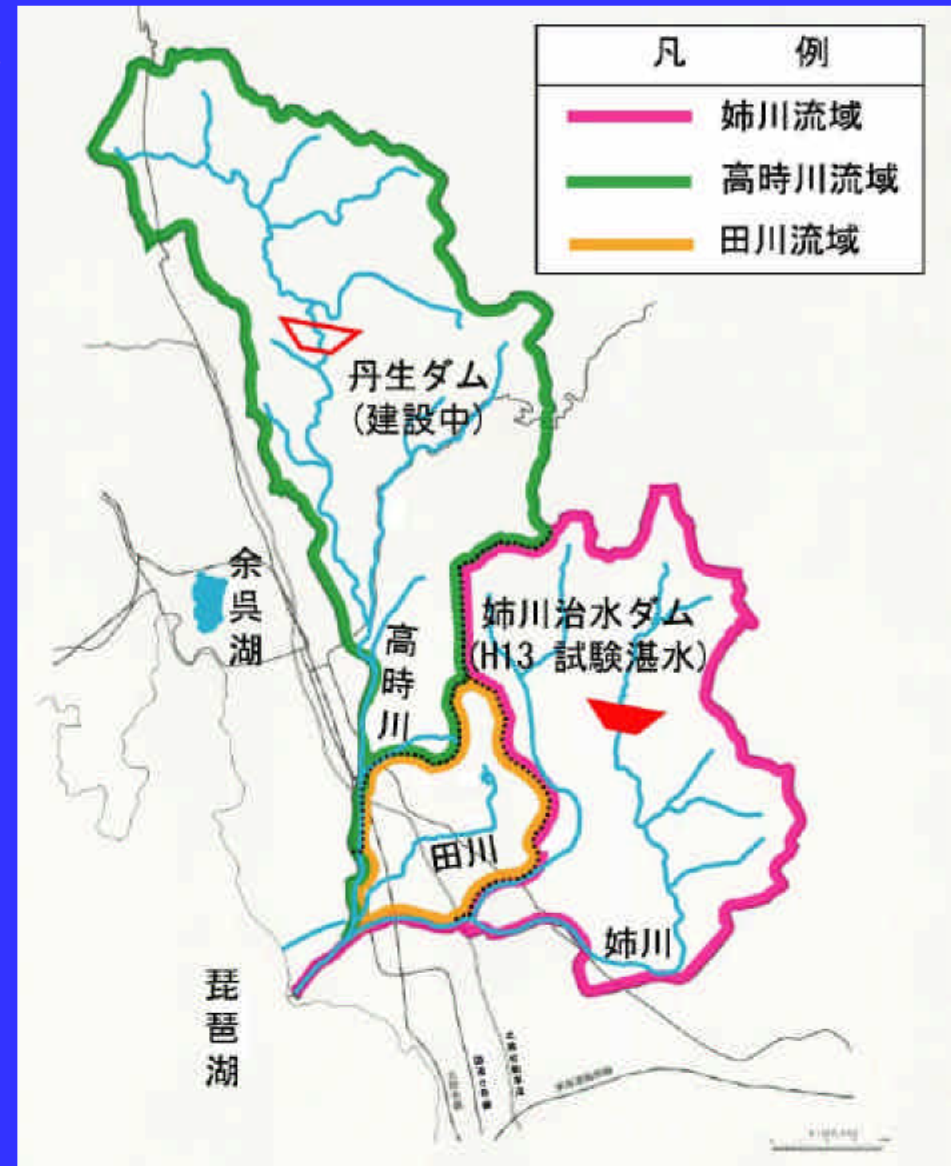 凡 例
姉川流域
高時川流域
田川流域
丹生ダム
(建設中)
余呉湖
高時川
姉川治水ダム
(H13 試験湛水)
田川
姉川
琵琶湖